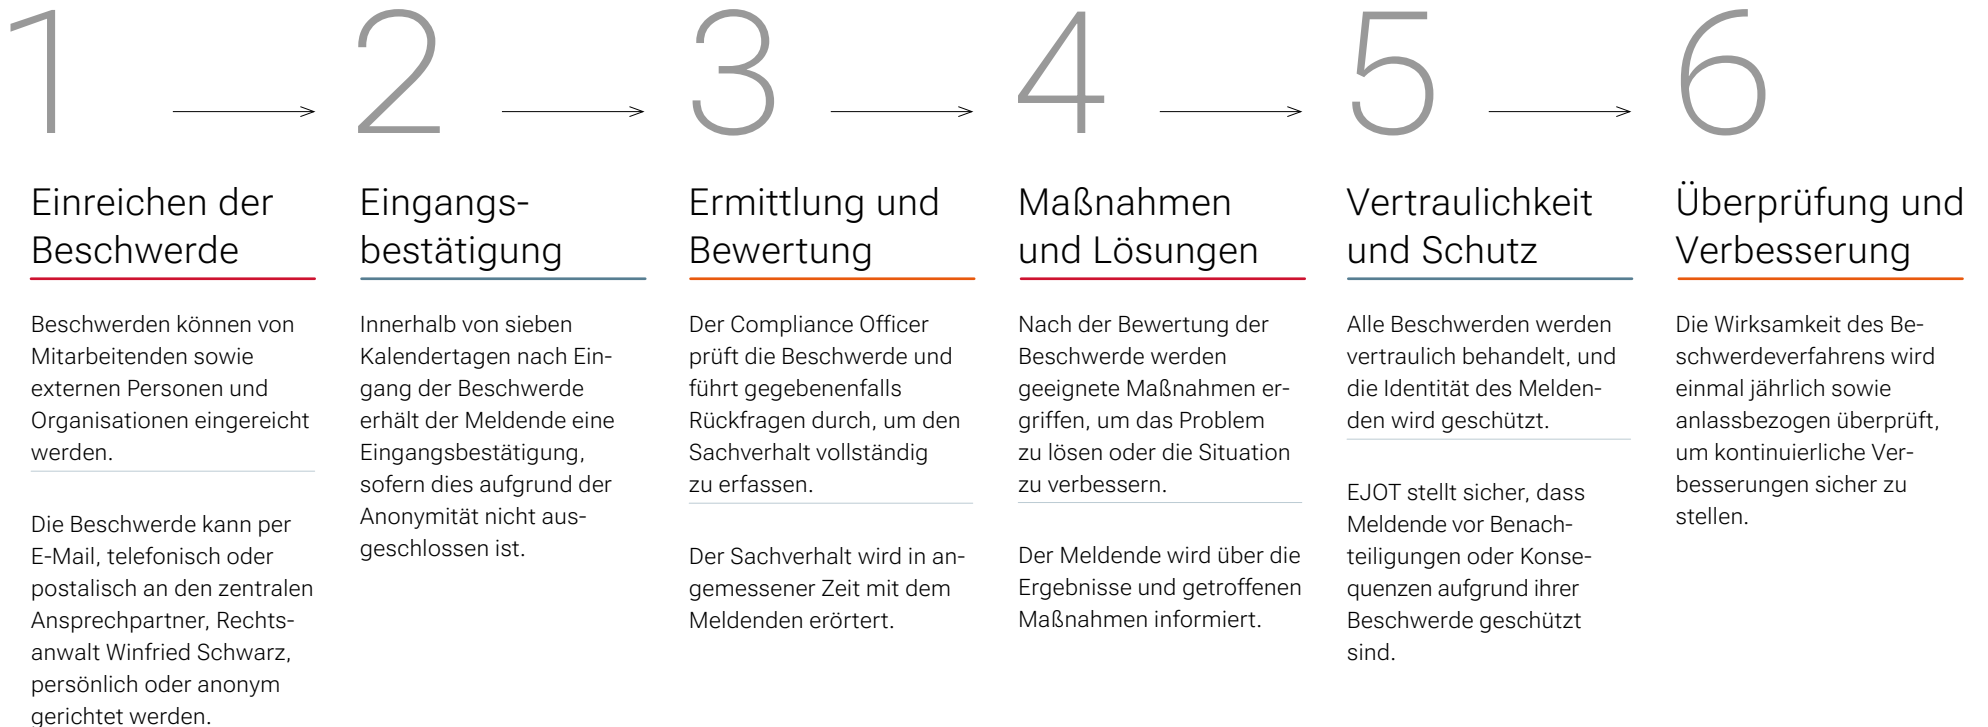 1
Einreichen der
Beschwerde
Beschwerden können von
Mitarbeitenden sowie
externen Personen und
Organisationen eingereicht
werden.
Die Beschwerde kann per
E-Mail, telefonisch oder
postalisch an den zentralen
Ansprechpartner, Rechts-
anwalt Winfried Schwarz,
persönlich oder anonym
gerichtet werden.
2
Eingangs-
bestätigung
Innerhalb von sieben
Kalendertagen nach Ein-
gang der Beschwerde
erhält der Meldende eine
Eingangsbestätigung,
sofern dies aufgrund der
Anonymität nicht aus-
geschlossen ist.
3
Ermittlung und
Bewertung
Der Compliance Officer
prüft die Beschwerde und
führt gegebenenfalls
Rückfragen durch, um den
Sachverhalt vollständig
zu erfassen.
Der Sachverhalt wird in an-
gemessener Zeit mit dem
Meldenden erörtert.
4
Maßnahmen
und Lösungen
Nach der Bewertung der
Beschwerde werden
geeignete Maßnahmen er-
griffen, um das Problem
zu lösen oder die Situation
zu verbessern.
Der Meldende wird über die
Ergebnisse und getroffenen
Maßnahmen informiert.
5
Vertraulichkeit
und Schutz
Alle Beschwerden werden
vertraulich behandelt, und
die Identität des Melden-
den wird geschützt.
EJOT stellt sicher, dass
Meldende vor Benach-
teiligungen oder Konse-
quenzen aufgrund ihrer
Beschwerde geschützt
sind.
6
Überprüfung und
Verbesserung
Die Wirksamkeit des Be-
schwerdeverfahrens wird
einmal jährlich sowie
anlassbezogen überprüft,
um kontinuierliche Ver-
besserungen sicher zu
stellen.